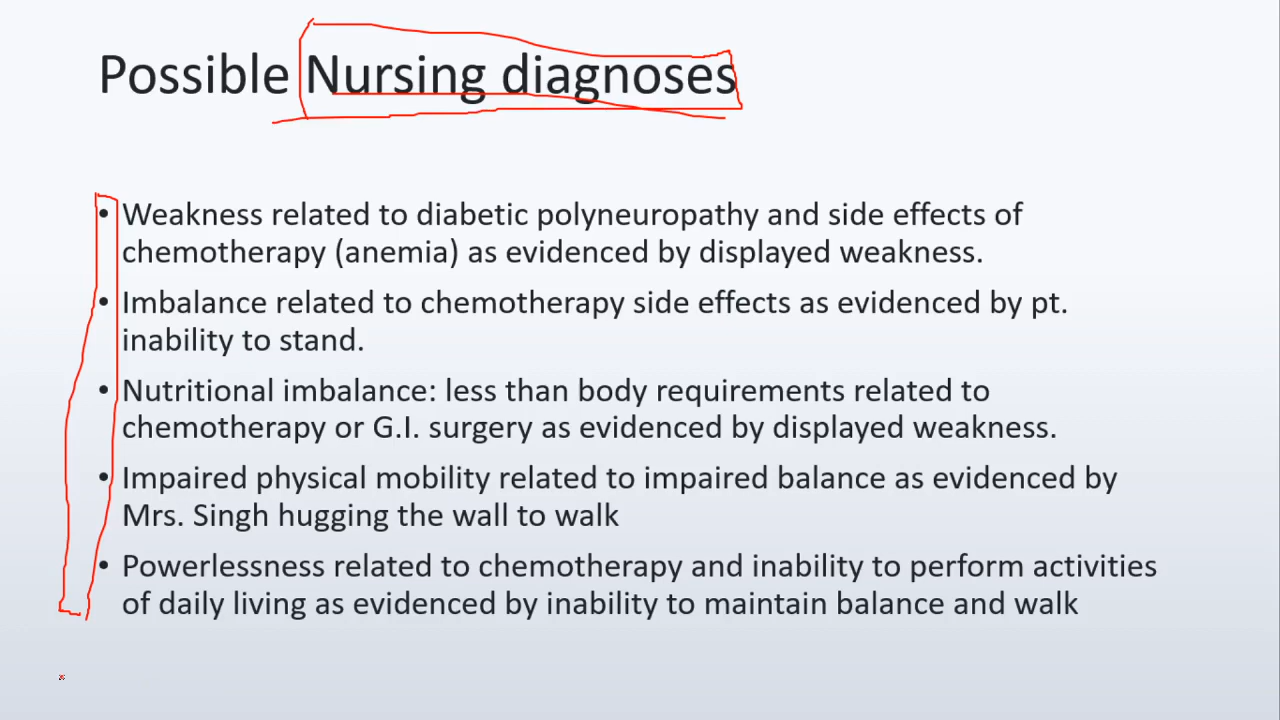 Possible Nursing diagnoses
• Weakness related to diabetic polyneuropathy and side effects of
chemotherapy (anemia) as evidenced by displayed weakness.
• Imbalance related to chemotherapy side effects as evidenced by pt.
inability to stand.
• Nutritional imbalance: less than body requirements related to
chemotherapy or G.I. surgery as evidenced by displayed weakness.
• Impaired physical mobility related to impaired balance as evidenced by
Mrs. Singh hugging the wall to walk
• Powerlessness related to chemotherapy and inability to perform activities
of daily living as evidenced by inability to maintain balance and walk